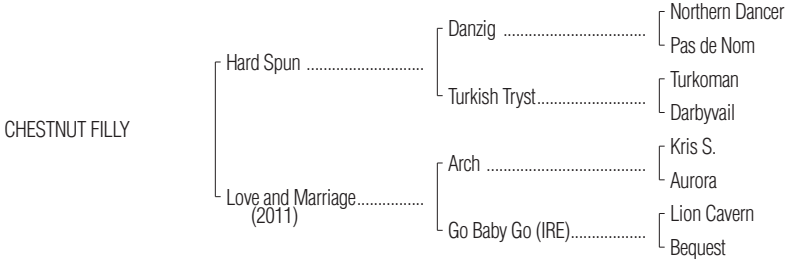 Northern Dancer
Danzig ..................................
Pas de Nom
Hard Spun ............................
Turkoman
Turkish Tryst..........................
Darbyvail
CHESTNUT FILLY
Kris S.
Arch ......................................
Aurora
Love and Marriage................
(2011)
Lion Cavern
Go Baby Go (IRE)..................
Bequest